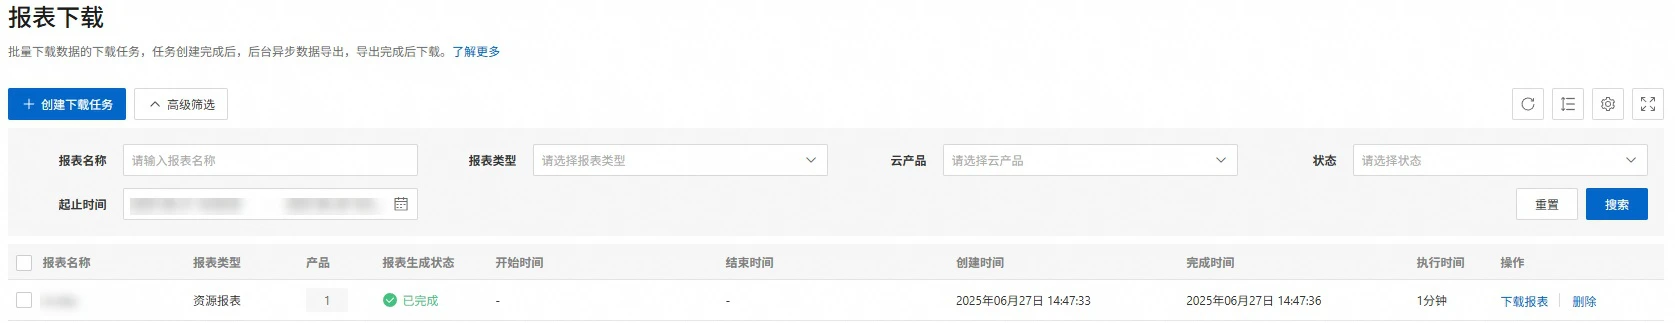 报表下载
批量下载数据的下载任务，任务创建完成后，后台异步数据导出，导出完成后下载。了解更多
创建下载任务 高级筛选
报表名称 请输入报表名称 报表类型 请选择报表类型 云产品 请选择云产品 状态 请选择状态
起止时间 重置 搜索
报表名称 报表类型 产品 报表生成状态 开始时间 结束时间 创建时间 完成时间 执行时间 操作
资源报表 1 已完成 - - 2025年06月27日 14:47:33 2025年06月27日 14:47:36 1分钟 下载报表 删除